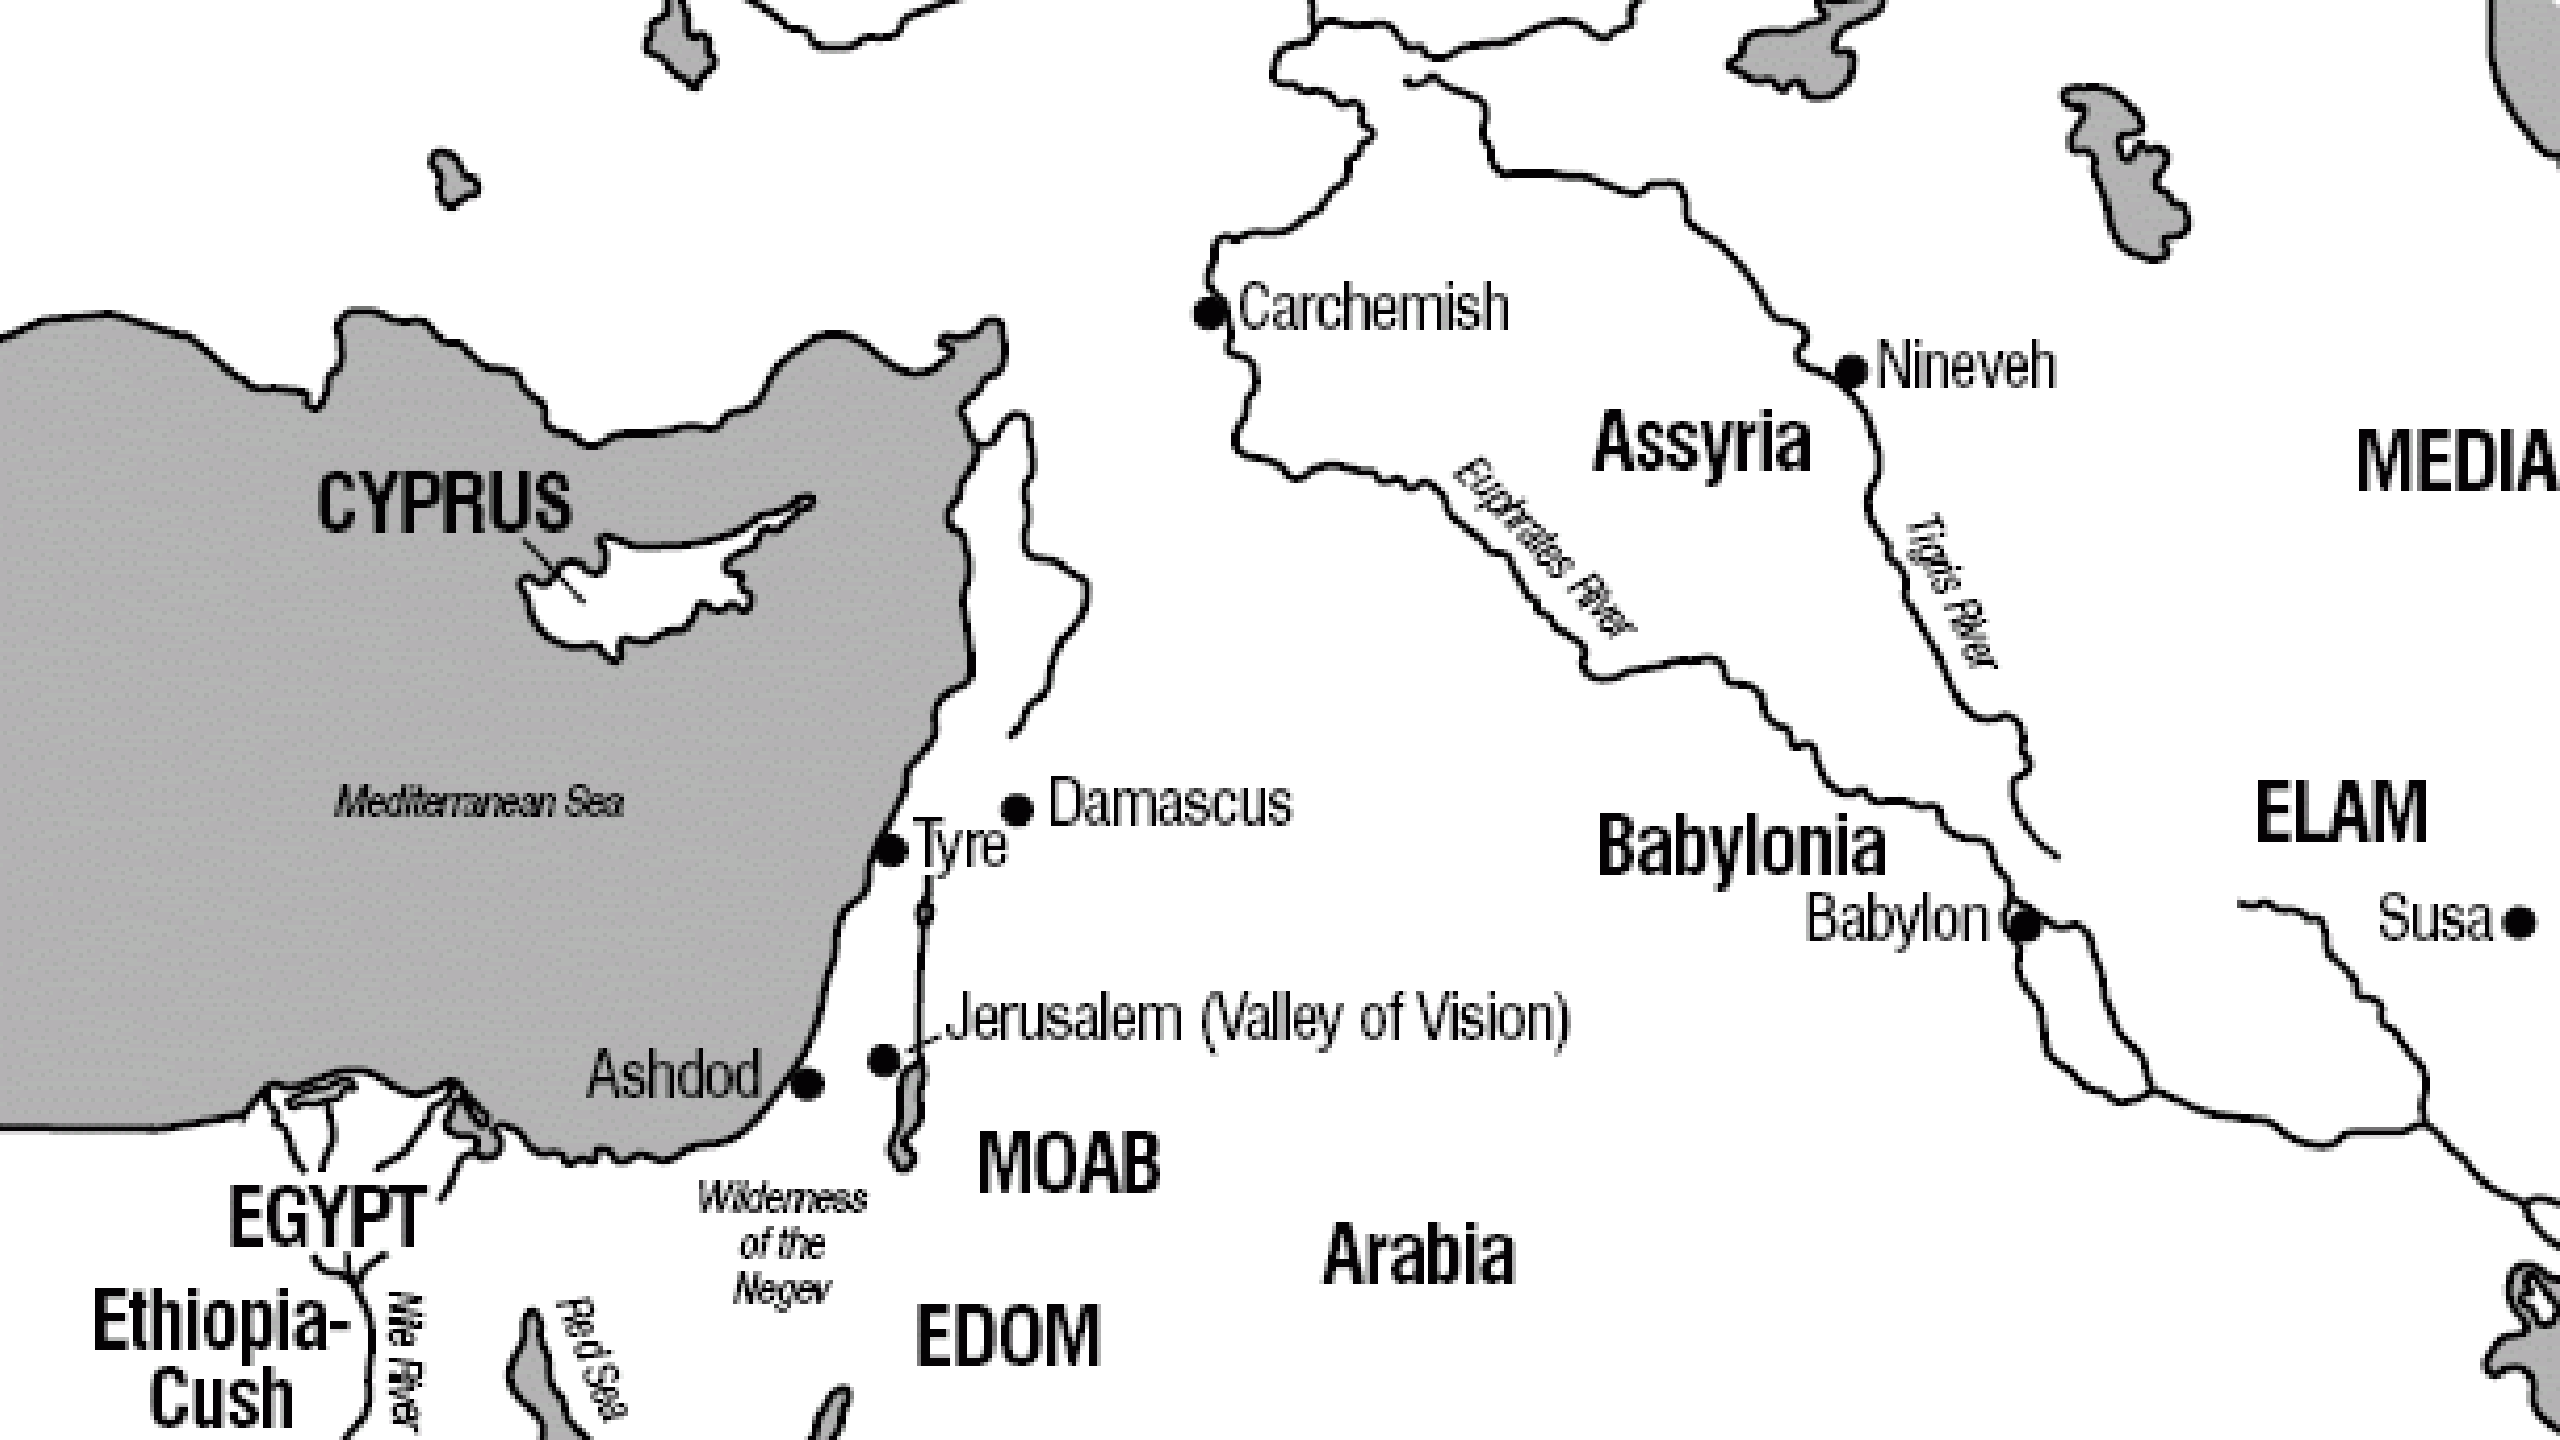 Carchemish
Nineveh
Assyria
MEDIA
CYPRUS
Euphrates River
Tigris River
Mediterranean Sea
Damascus
Tyre
Babylonia
ELAM
Babylon
Susa
Jerusalem (Valley of Vision)
Ashdod
MOAB
EGYPT
Wilderness
of the
Negev
Arabia
Ethiopia-
Cush
Nile River
Red Sea
EDOM